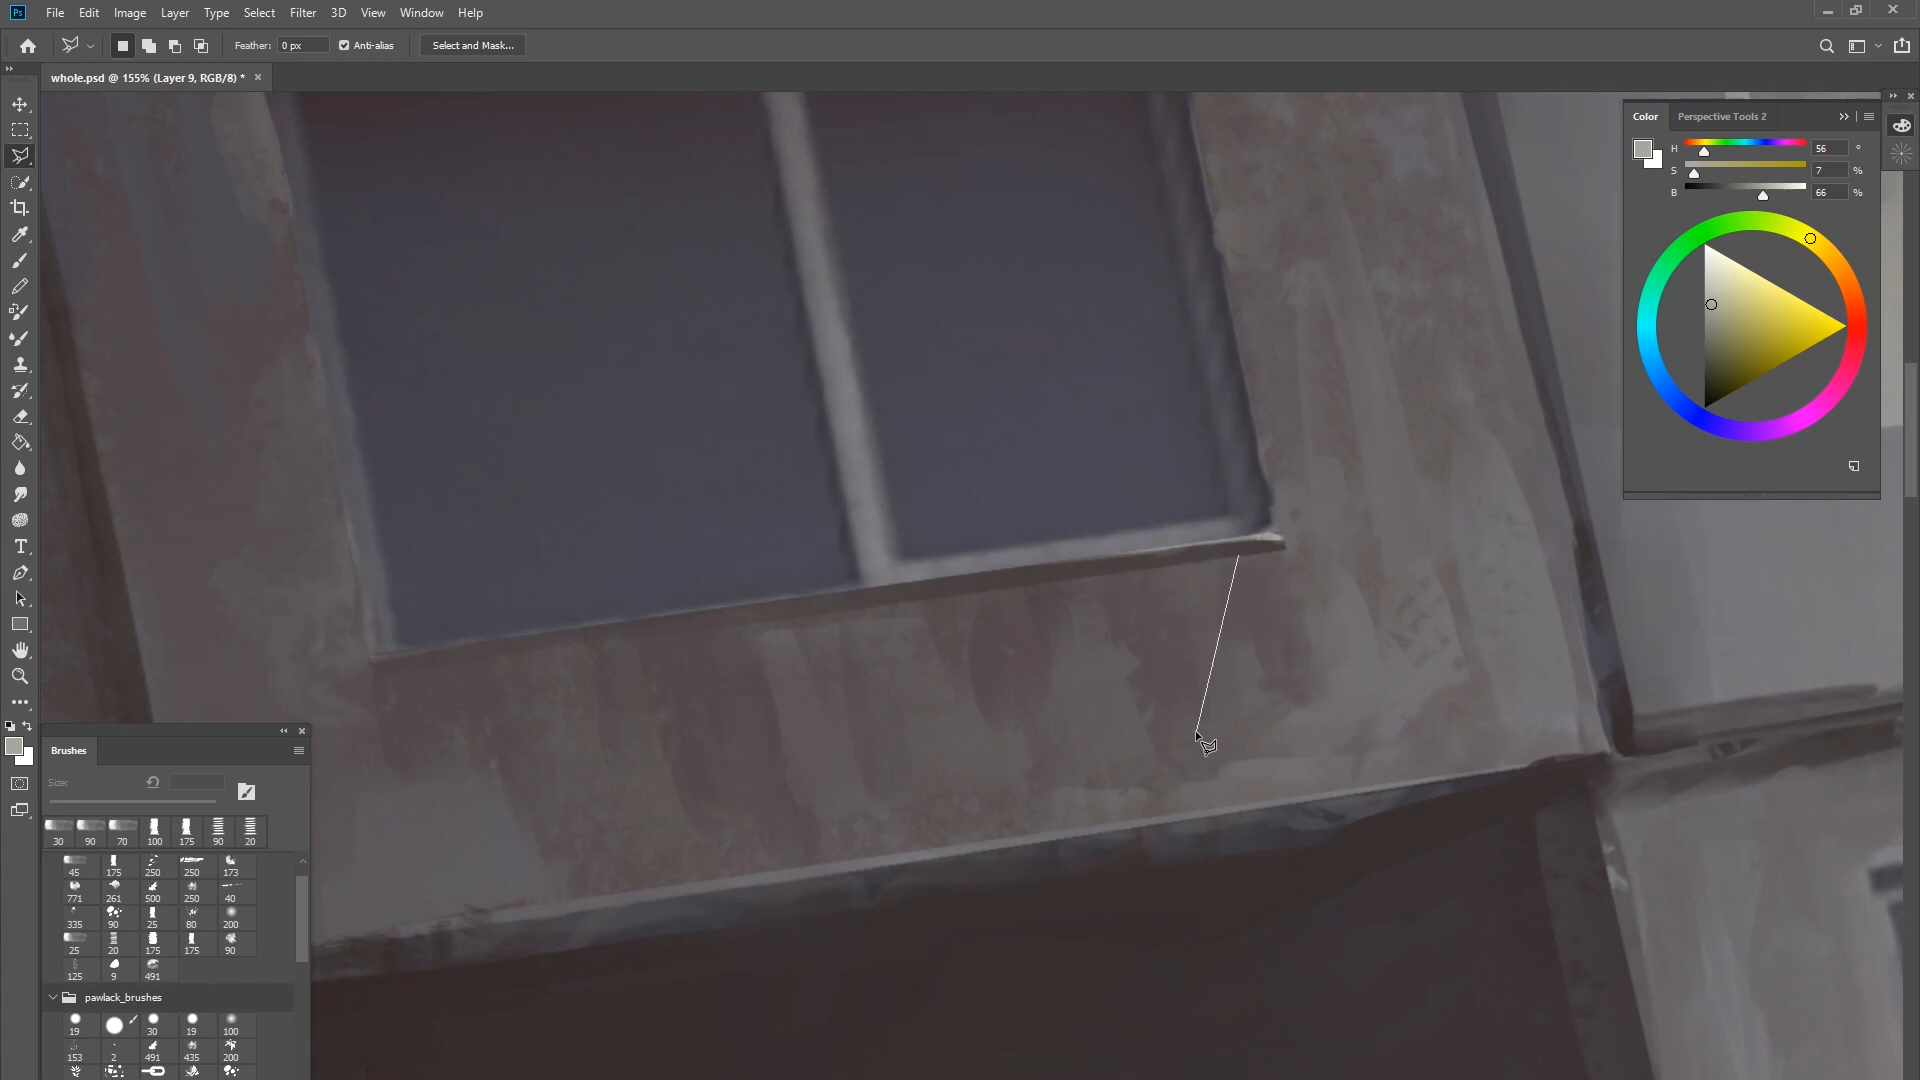 Ps File Edit Image Layer Type Select Filter 3D View Window Help
Feather: 0 px Anti-alias Select and Mask...
whole.psd @ 155% (Layer 9, RGB/8) * ×
Color Perspective Tools 2
H 56 °
S 7 %
B 66 %
Brushes
Size:
30 90 70 100 175 90 20
45 175 250 250 173
771 261 500 250 40
335 90 25 80 200
25 20 175 175 90
125 9 491
pawlack_brushes
19 30 19 100
153 2 491 435 200